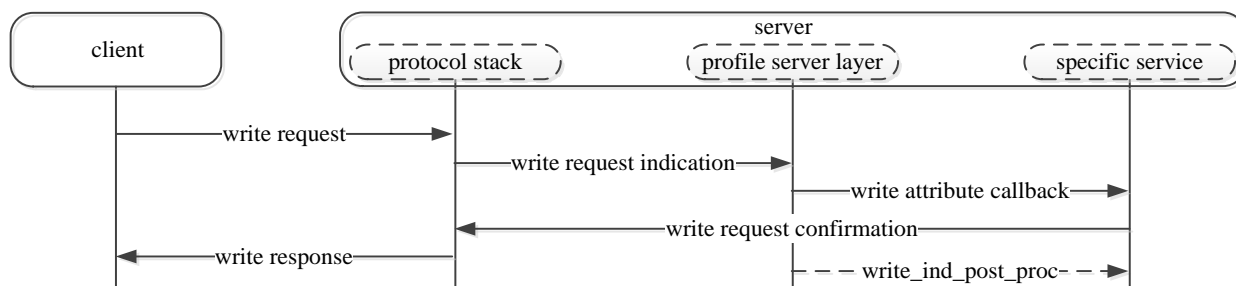 server
client
protocol stack
profile server layer
specific service
write request
write request indication
write attribute callback
write request confirmation
write response
write_ind_post_proc